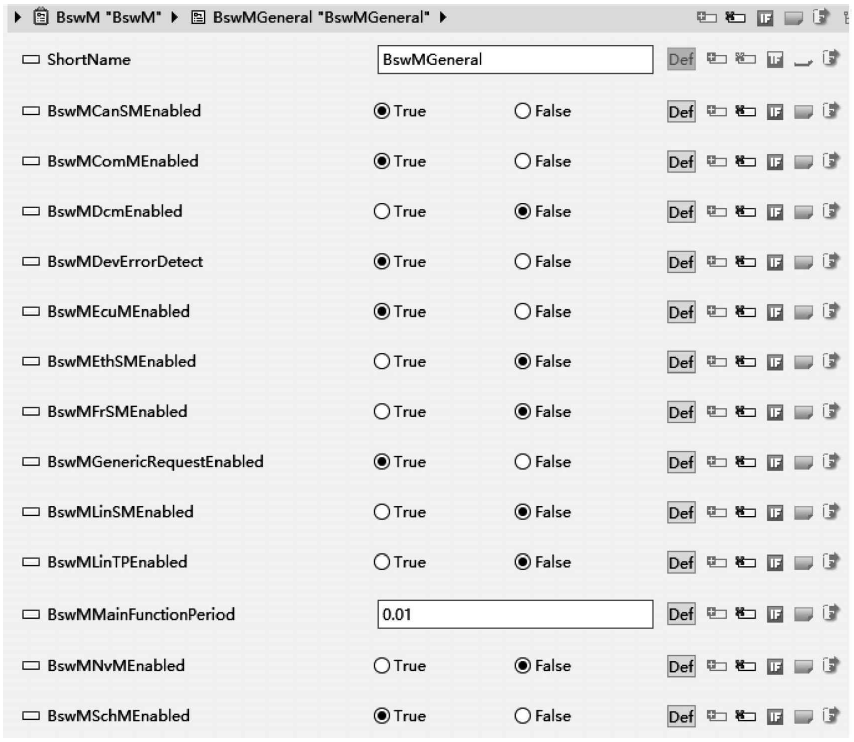 BswM "BswM" BswMGeneral "BswMGeneral"
ShortName BswMGeneral Def
BswMCanSMEnabled True False Def
BswMComMEnabled True False Def
BswMDcmEnabled True False Def
BswMDevErrorDetect True False Def
BswMEcuMEnabled True False Def
BswMEthSMEnabled True False Def
BswMFrSMEnabled True False Def
BswMGenericRequestEnabled True False Def
BswMLinSMEnabled True False Def
BswMLinTPEnabled True False Def
BswMMainFunctionPeriod 0.01 Def
BswMNvMEnabled True False Def
BswMSchMEnabled True False Def